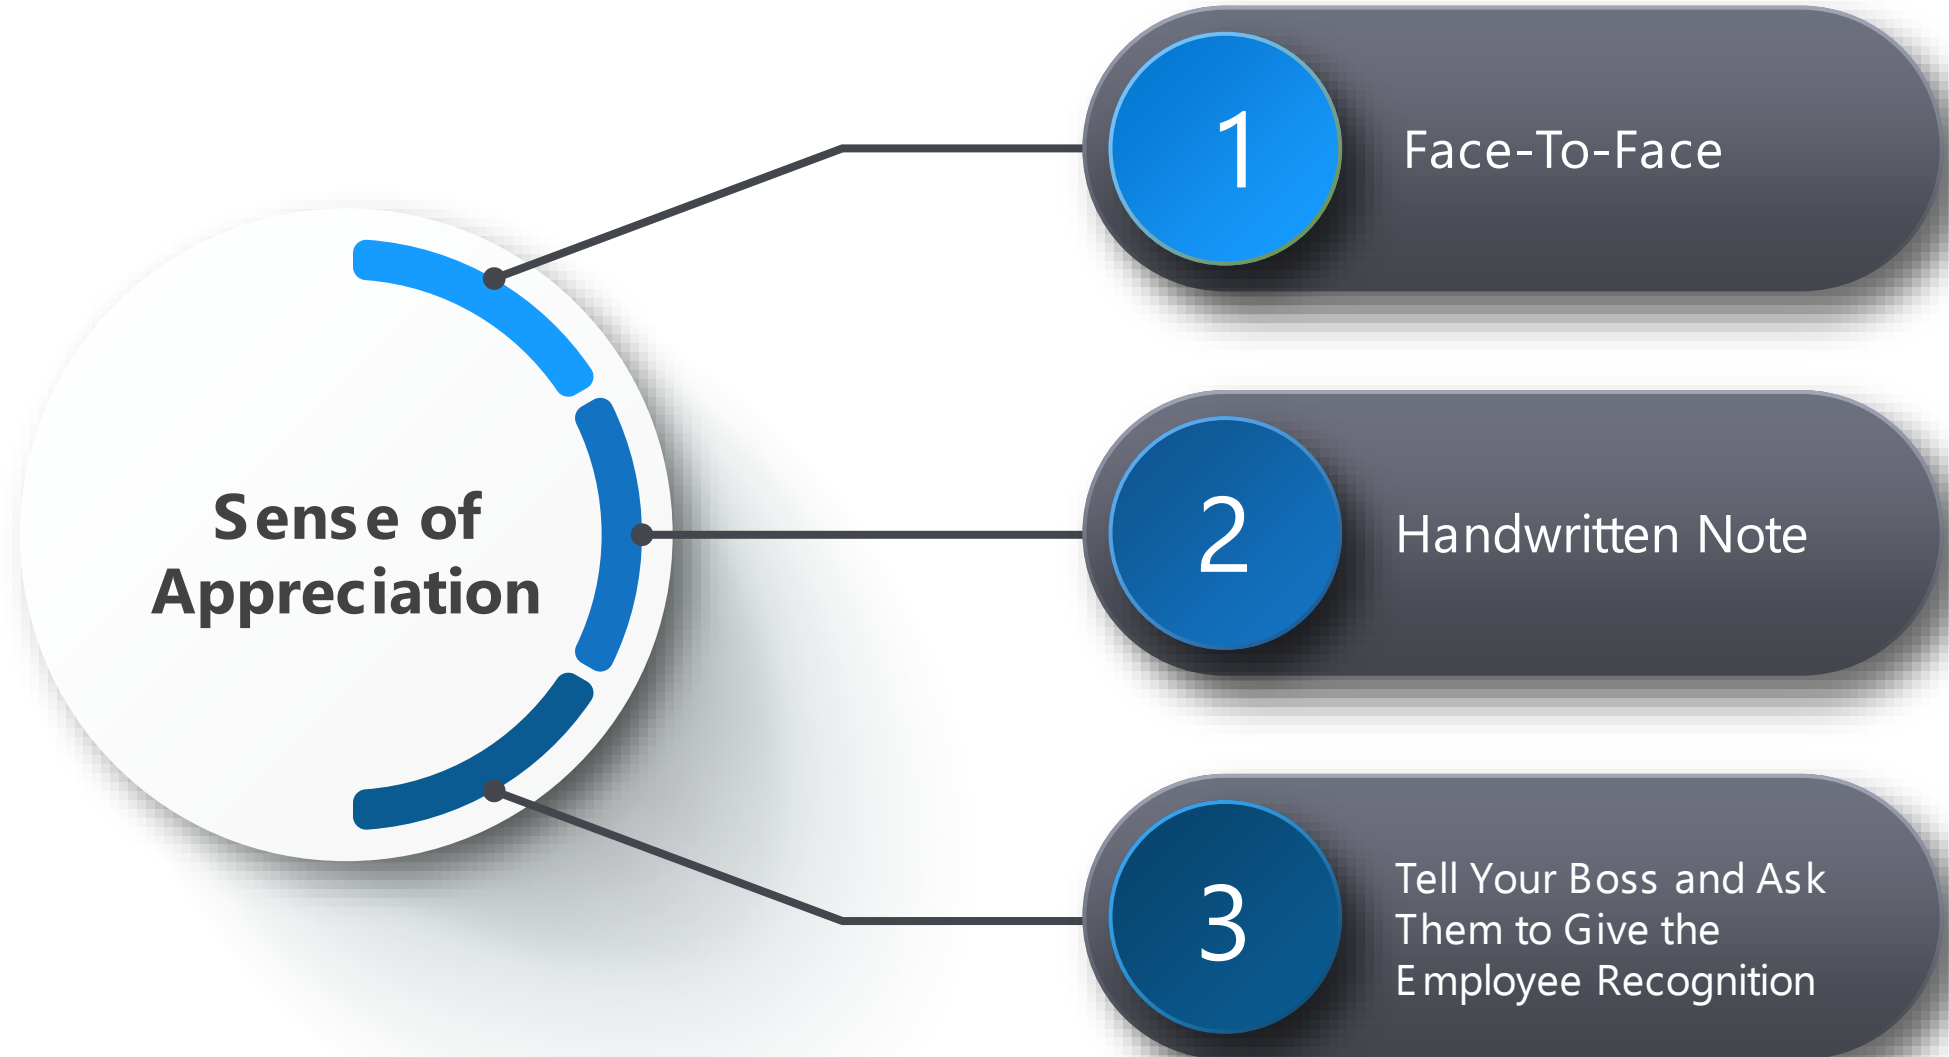 Sense of
Appreciation
1
Face-To-Face
2
Handwritten Note
3
Tell Your Boss and Ask
Them to Give the
Employee Recognition